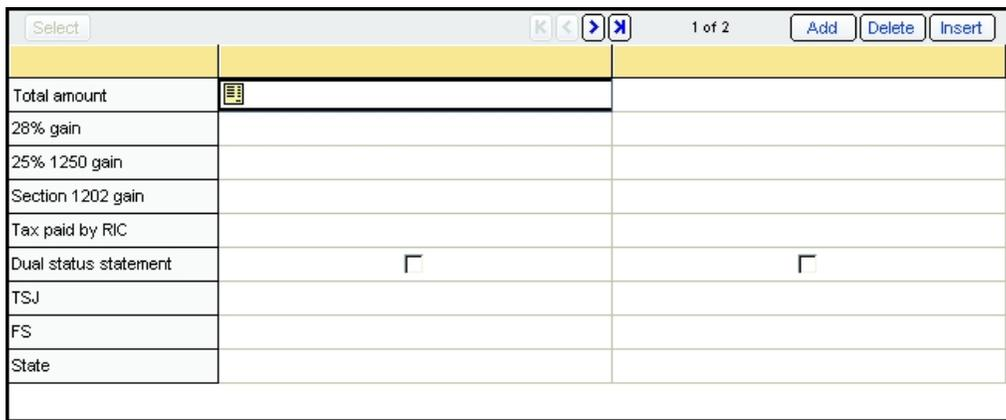 Select 1 of 2 Add Delete Insert
Total amount
28% gain
25% 1250 gain
Section 1202 gain
Tax paid by RIC
Dual status statement
TSJ
FS
State